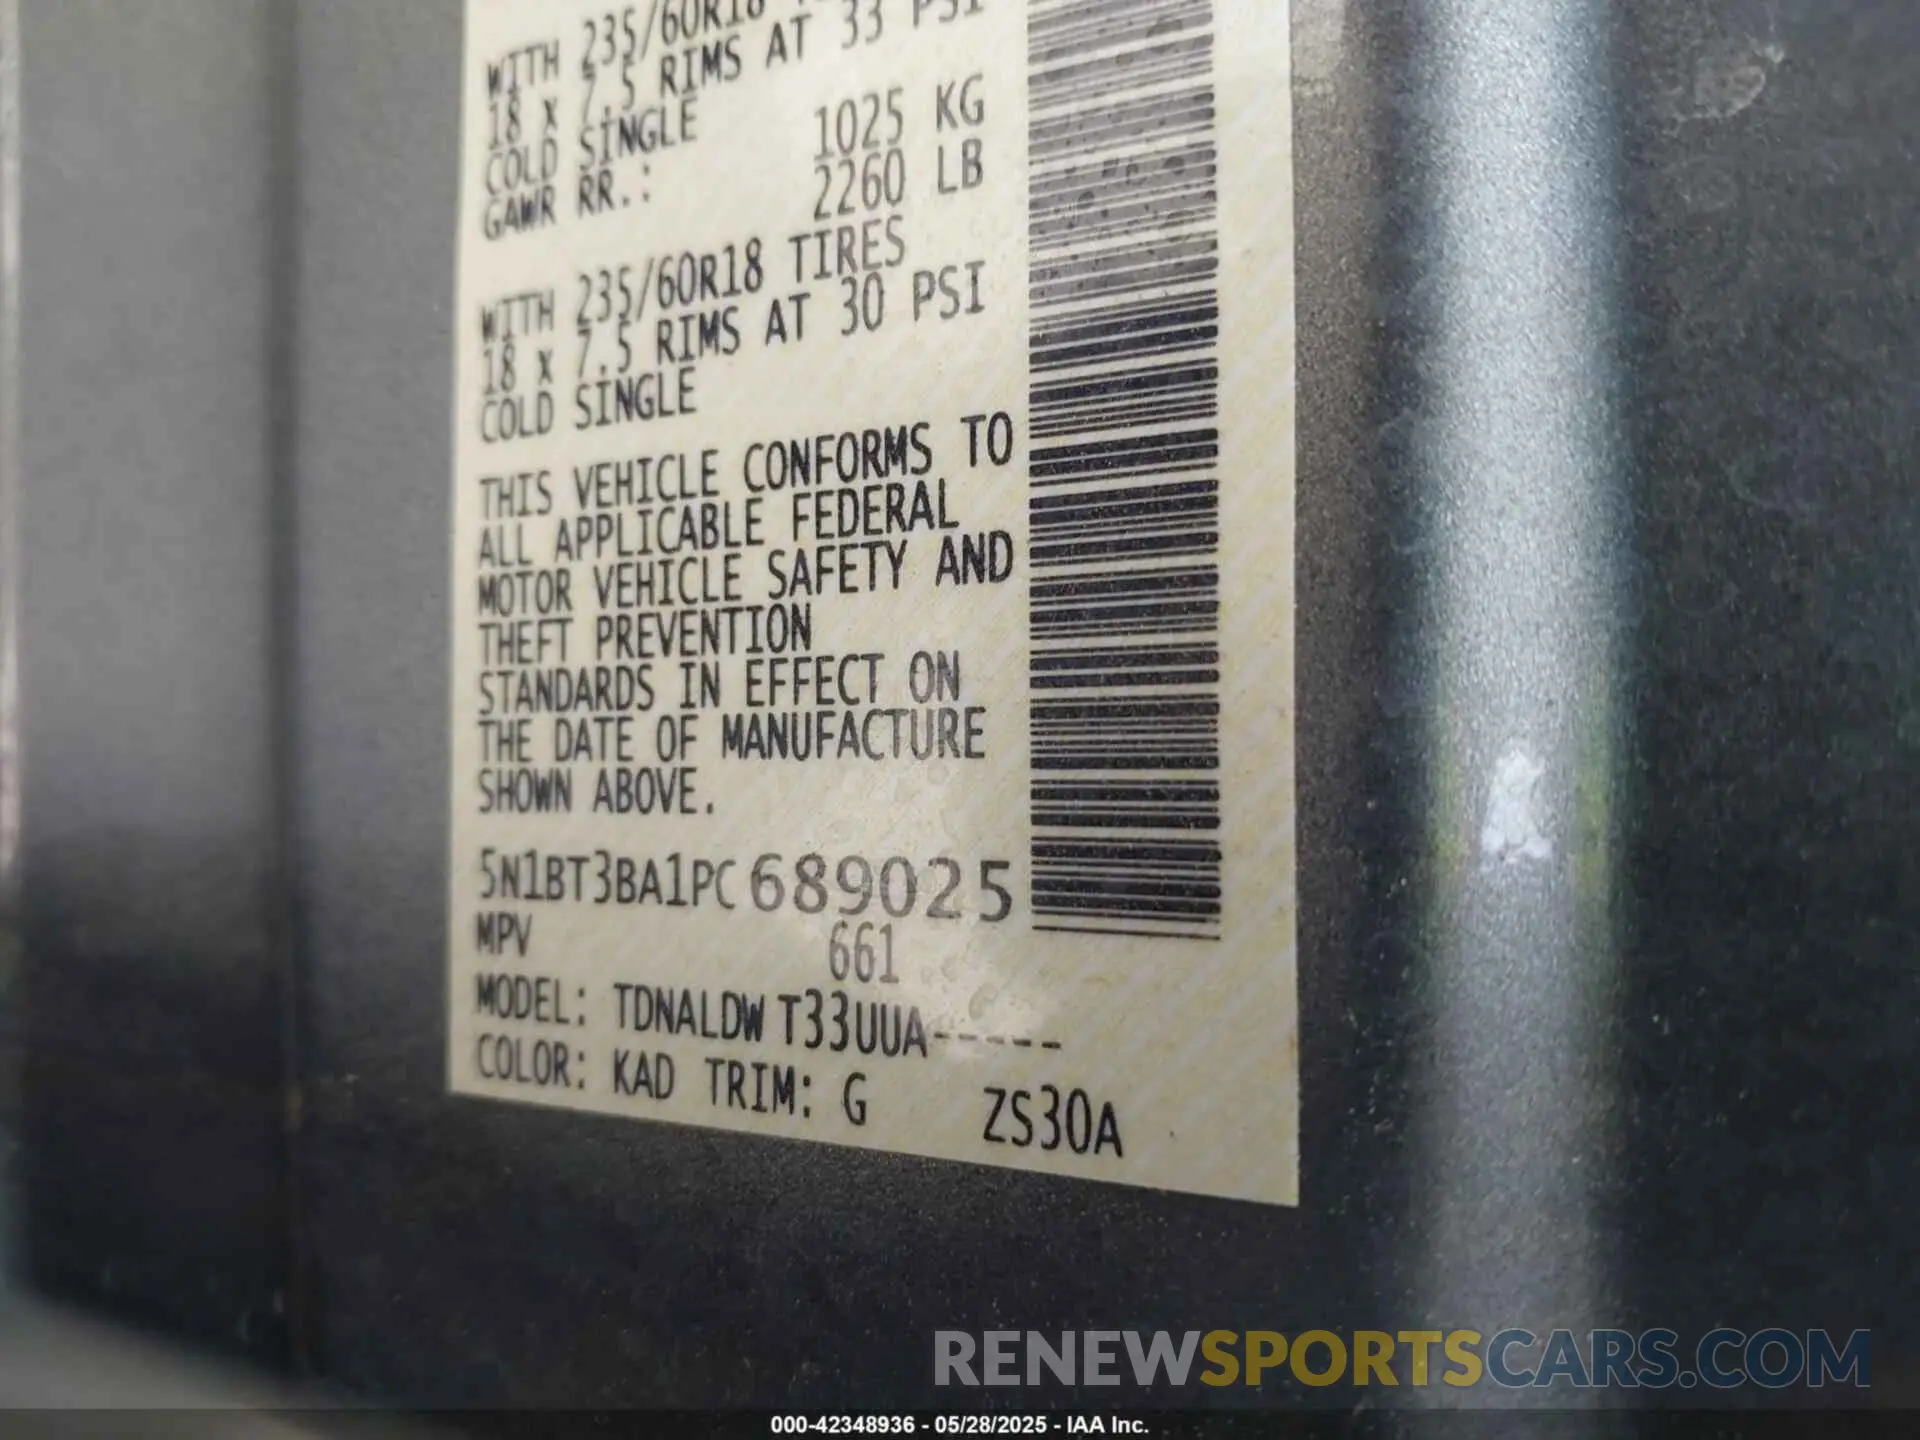 WITH 235/60R18
18 x 7.5 RIMS AT 33 PSI
COLD SINGLE
GAWR RR.: 1025 KG
2260 LB
WITH 235/60R18 TIRES
18 x 7.5 RIMS AT 30 PSI
COLD SINGLE
THIS VEHICLE CONFORMS TO
ALL APPLICABLE FEDERAL
MOTOR VEHICLE SAFETY AND
THEFT PREVENTION
STANDARDS IN EFFECT ON
THE DATE OF MANUFACTURE
SHOWN ABOVE.
5N1BT3BA1PC689025
MPV 661
MODEL: TDNALDW T33UUA-----
COLOR: KAD TRIM: G ZS30A
RENEWSPORTSCARS.COM
000-42348936 - 05/28/2025 - IAA Inc.